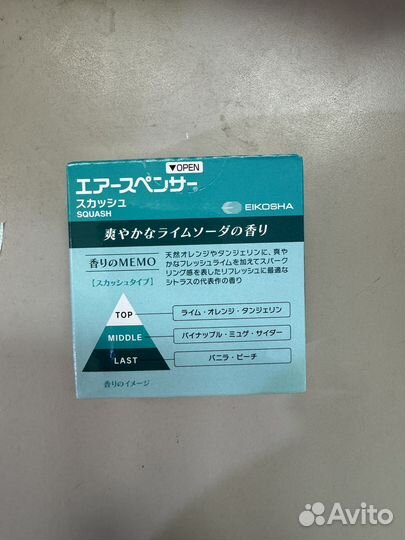 ▼OPEN
エアースペンサー®
スカッシュ
SQUASH
EIKOSHA
爽やかなライムソーダの香り
香りのMEMO
[スカッシュタイプ]
天然オレンジやタンジェリンに、爽や
かなフレッシュライムを加えてスパーク
リング感を表したリフレッシュに最適な
シトラスの代表作の香り
TOP
ライム・オレンジ・タンジェリン
MIDDLE
パイナップル・ミュゲ・サイダー
LAST
バニラ・ピーチ
香りのイメージ
Avito